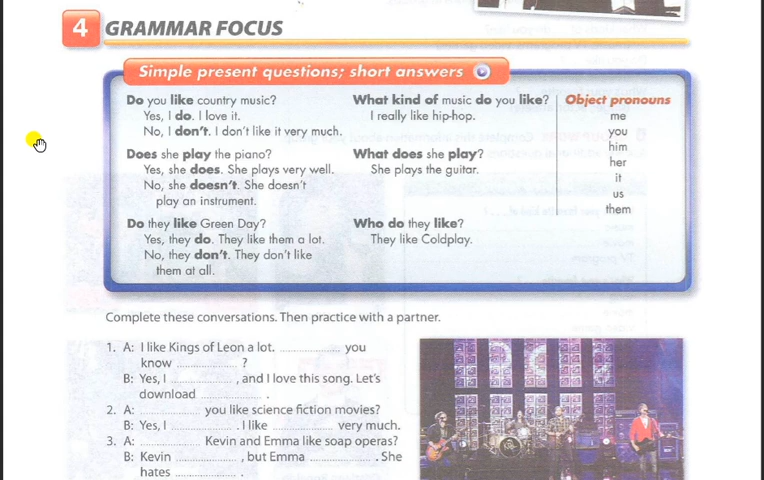 4 GRAMMAR FOCUS
Simple present questions; short answers
Do you like country music?
Yes, I do. I love it.
No, I don't. I don't like it very much.
Does she play the piano?
Yes, she does. She plays very well.
No, she doesn't. She doesn't
play an instrument.
Do they like Green Day?
Yes, they do. They like them a lot.
No, they don't. They don't like
them at all.
What kind of music do you like?
I really like hip-hop.
What does she play?
She plays the guitar.
Who do they like?
They like Coldplay.
Object pronouns
me
you
him
her
it
us
them
Complete these conversations. Then practice with a partner.
1. A: I like Kings of Leon a lot. .................... you
know .................... ?
B: Yes, I .................... , and I love this song. Let's
download .................... .
2. A: .................... you like science fiction movies?
B: Yes, I .................... . I like .................... very much.
3. A: .................... Kevin and Emma like soap operas?
B: Kevin .................... , but Emma .................... . She
hates .................... .